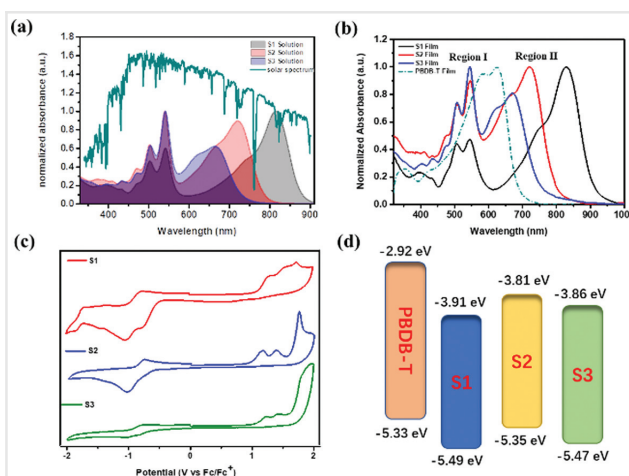 (a)
1.8
1.6
1.4
1.2
1.0
0.8
0.6
0.4
0.2
0.0
normalized absorbance (a.u.)
S1 Solution
S2 Solution
S3 Solution
solar spectrum
400 500 600 700 800 900
Wavelength (nm)
(b)
1.2
1.0
0.8
0.6
0.4
0.2
0.0
normalized absorbance (a.u.)
S1 Film
S2 Film
S3 Film
PBDB-T Film
Region I
Region II
400 500 600 700 800 900 1000
Wavelength (nm)
(c)
S1
S2
S3
-2 -1 0 1 2
Potential (V vs Fc/Fc+)
(d)
-2.92 eV
-3.91 eV
-3.81 eV
-3.86 eV
PBDB-T
S1
S2
S3
-5.33 eV
-5.49 eV
-5.35 eV
-5.47 eV